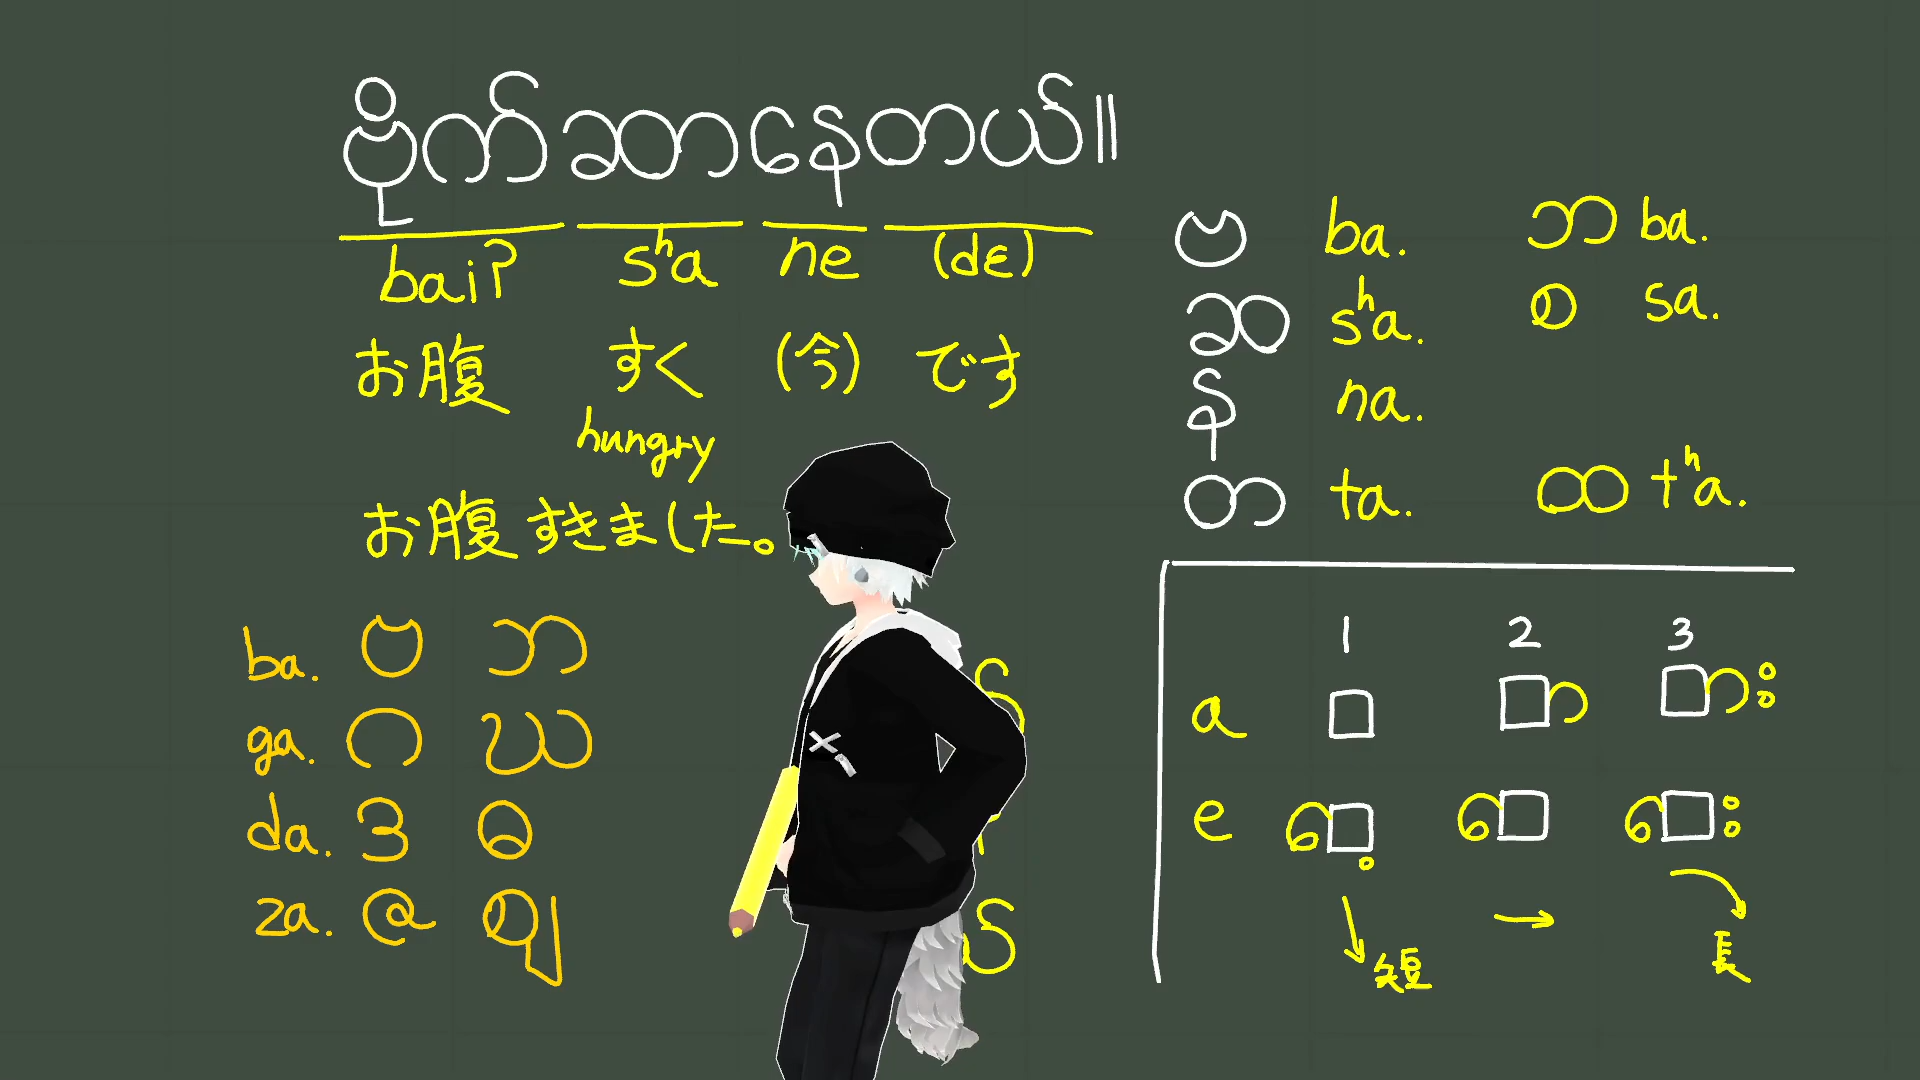 ဗိုက်ဆာနေတယ်။
baiʔ sʰa ne (dɛ)
お腹 すく (今) です
hungry
お腹すきました。
ဗ ba. ဘ ba.
ဆ sʰa. စ sa.
န na.
တ ta. ထ tʰa.
ba. ဗ ဘ
ga. ဂ ဃ
da. ဒ ဓ
za. ဇ ဈ
1 2 3
a □ □ာ □ား
e ေ□့ ေ□ ေ□း
↘短 → 長